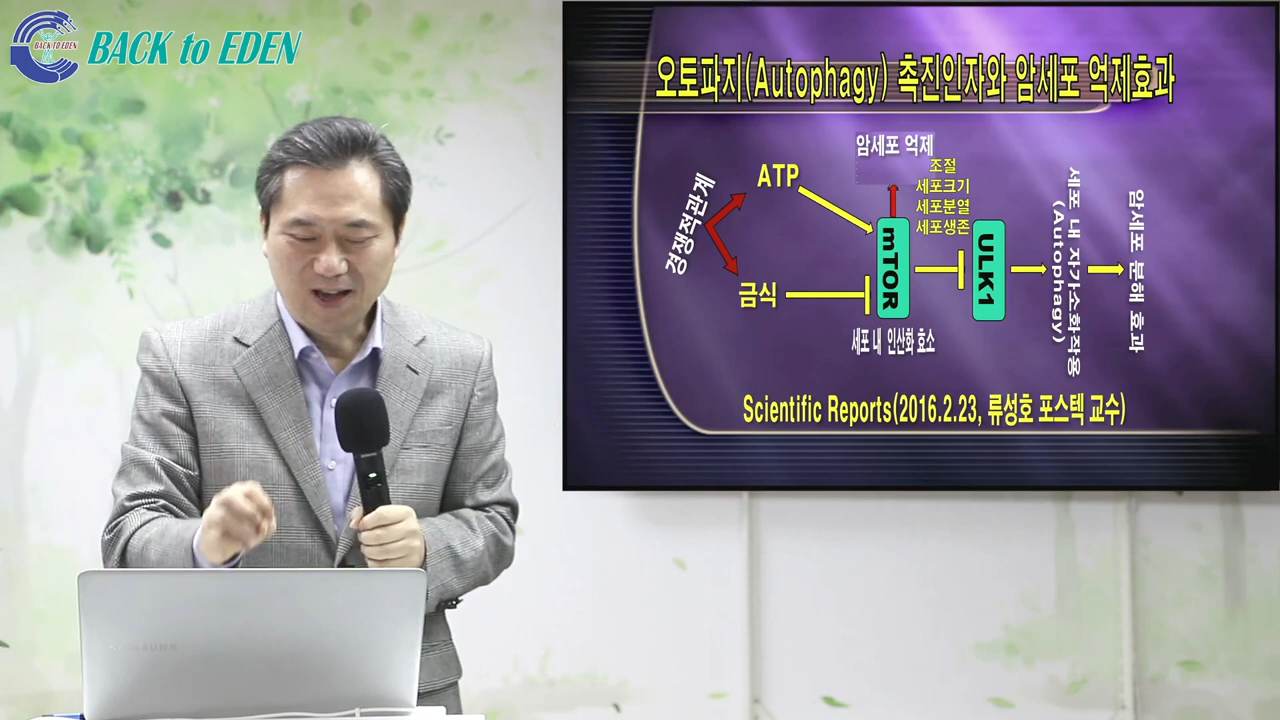 BACK TO EDEN
BACK to EDEN
오토파지(Autophagy) 촉진인자와 암세포 억제효과
암세포 억제
조절
세포크기
세포분열
세포생존
경쟁적관계
ATP
금식
mTOR
ULK1
세포 내 자가소화작용
(Autophagy)
암세포 분해 효과
세포 내 인산화 효소
Scientific Reports(2016.2.23, 류성호 포스텍 교수)
SAMSUNG